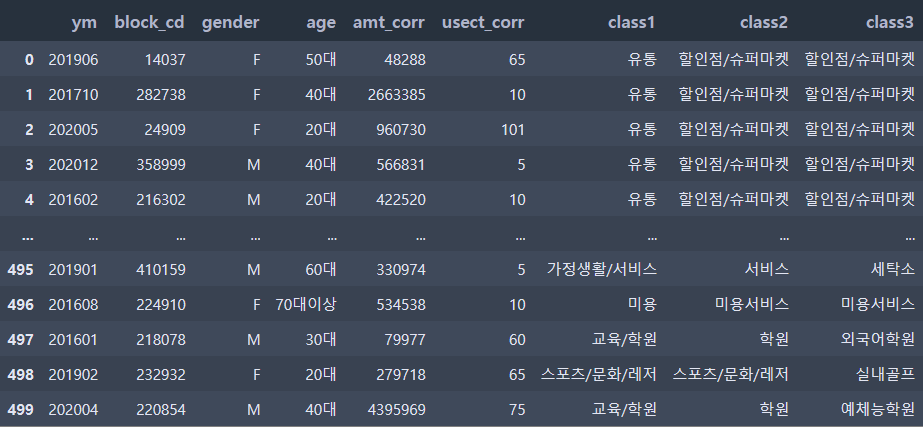 ym block_cd gender age amt_corr usect_corr class1 class2 class3
0 201906 14037 F 50대 48288 65 유통 할인점/슈퍼마켓 할인점/슈퍼마켓
1 201710 282738 F 40대 2663385 10 유통 할인점/슈퍼마켓 할인점/슈퍼마켓
2 202005 24909 F 20대 960730 101 유통 할인점/슈퍼마켓 할인점/슈퍼마켓
3 202012 358999 M 40대 566831 5 유통 할인점/슈퍼마켓 할인점/슈퍼마켓
4 201602 216302 M 20대 422520 10 유통 할인점/슈퍼마켓 할인점/슈퍼마켓
... ... ... ... ... ... ... ... ... ...
495 201901 410159 M 60대 330974 5 가정생활/서비스 서비스 세탁소
496 201608 224910 F 70대이상 534538 10 미용 미용서비스 미용서비스
497 201601 218078 M 30대 79977 60 교육/학원 학원 외국어학원
498 201902 232932 F 20대 279718 65 스포츠/문화/레저 스포츠/문화/레저 실내골프
499 202004 220854 M 40대 4395969 75 교육/학원 학원 예체능학원